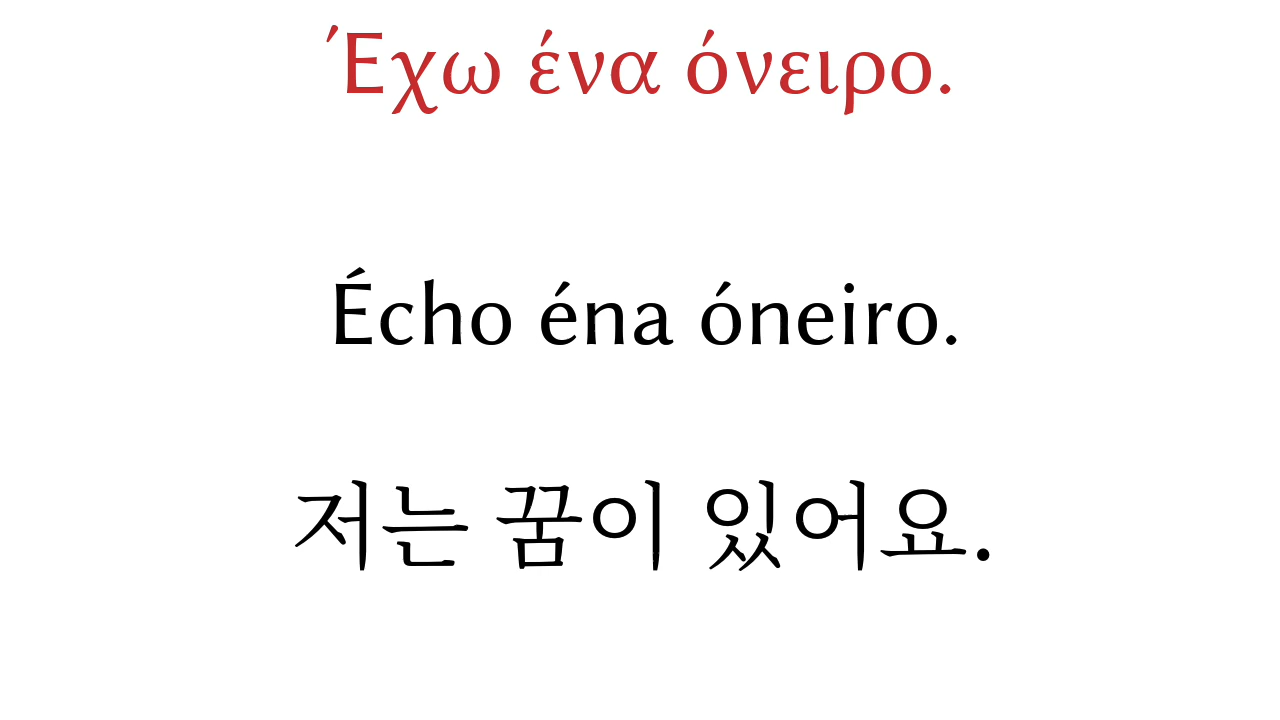 Έχω ένα όνειρο.
Écho éna óneiro.
저는 꿈이 있어요.